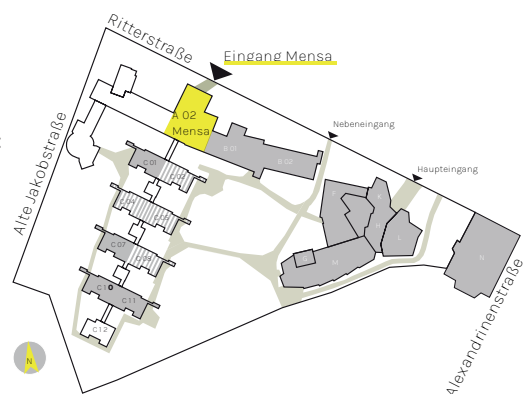 Ritterstraße
Eingang Mensa
A 02
Mensa
B 01
B 02
Nebeneingang
Haupteingang
Alte Jakobstraße
C 01
C 02
C 04
C 05
C 07
C 08
C 10
C 11
C 12
F
K
L
G
M
N
Alexandrinenstraße
N